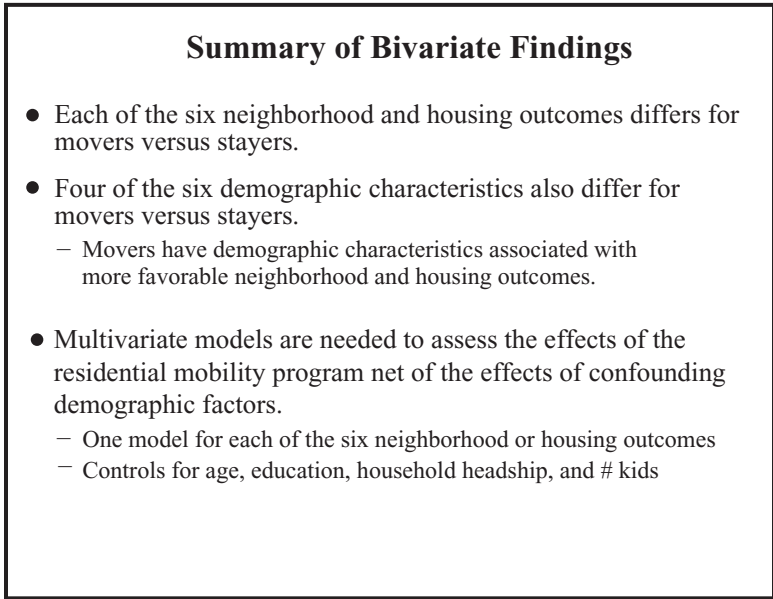 Summary of Bivariate Findings
● Each of the six neighborhood and housing outcomes differs for
movers versus stayers.
● Four of the six demographic characteristics also differ for
movers versus stayers.
– Movers have demographic characteristics associated with
more favorable neighborhood and housing outcomes.
● Multivariate models are needed to assess the effects of the
residential mobility program net of the effects of confounding
demographic factors.
– One model for each of the six neighborhood or housing outcomes
– Controls for age, education, household headship, and # kids